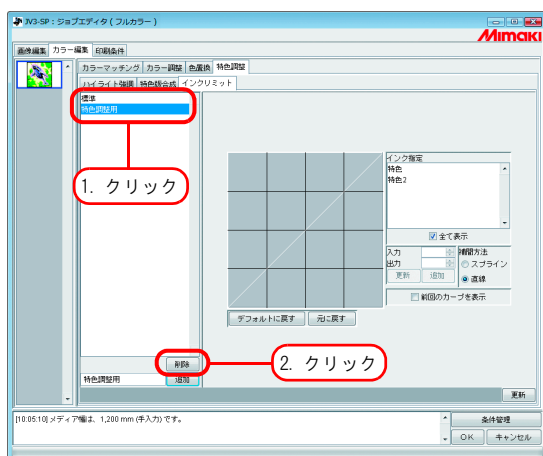 JV3-SP：ジョブエディタ ( フルカラー )
Mimaki
画像編集 カラー編集 印刷条件
カラーマッチング カラー調整 色置換 特色調整
ハイライト強調 特色版合成 インクリミット
標準
特色調整用
1. クリック
インク指定
特色
特色2
全て表示
入力
出力
更新 追加
補間方法
スプライン
直線
前回のカーブを表示
デフォルトに戻す 元に戻す
削除
2. クリック
特色調整用 追加
更新
[10:05:10] メディア幅は、1,200 mm (手入力) です。
条件管理
OK キャンセル